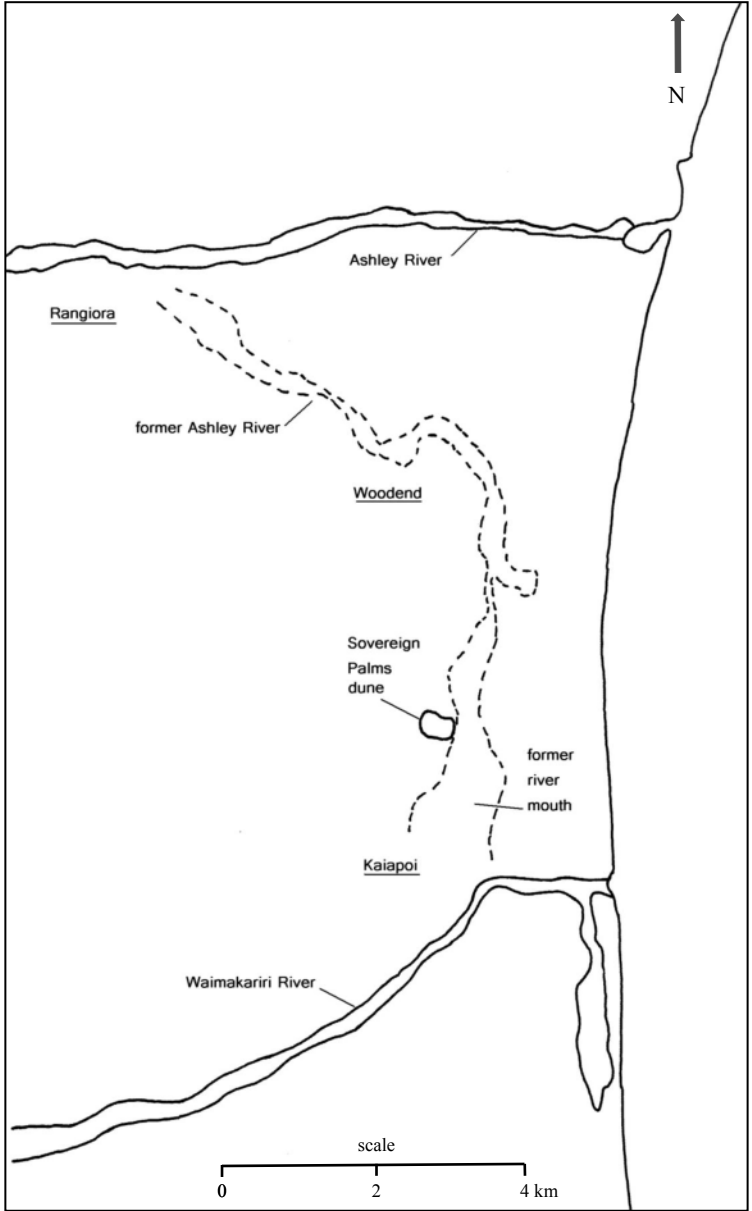 N
Ashley River
Rangiora
former Ashley River
Woodend
Sovereign
Palms
dune
former
river
mouth
Kaiapoi
Waimakariri River
scale
0
2
4 km